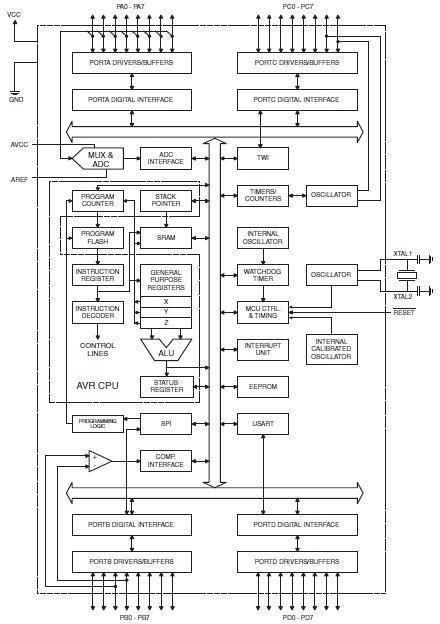 PA0 - PA7
PC0 - PC7
VCC
GND
PORTA DRIVERS/BUFFERS
PORTC DRIVERS/BUFFERS
PORTA DIGITAL INTERFACE
PORTC DIGITAL INTERFACE
AVCC
AREF
MUX &
ADC
ADC
INTERFACE
TWI
PROGRAM
COUNTER
STACK
POINTER
TIMERS/
COUNTERS
OSCILLATOR
PROGRAM
FLASH
SRAM
INTERNAL
OSCILLATOR
XTAL1
INSTRUCTION
REGISTER
GENERAL
PURPOSE
REGISTERS
WATCHDOG
TIMER
OSCILLATOR
XTAL2
X
Y
Z
INSTRUCTION
DECODER
MCU CTRL.
& TIMING
RESET
CONTROL
LINES
ALU
INTERRUPT
UNIT
INTERNAL
CALIBRATED
OSCILLATOR
AVR CPU
STATUS
REGISTER
EEPROM
PROGRAMMING
LOGIC
SPI
USART
+
-
COMP.
INTERFACE
PORTB DIGITAL INTERFACE
PORTD DIGITAL INTERFACE
PORTB DRIVERS/BUFFERS
PORTD DRIVERS/BUFFERS
PB0 - PB7
PD0 - PD7